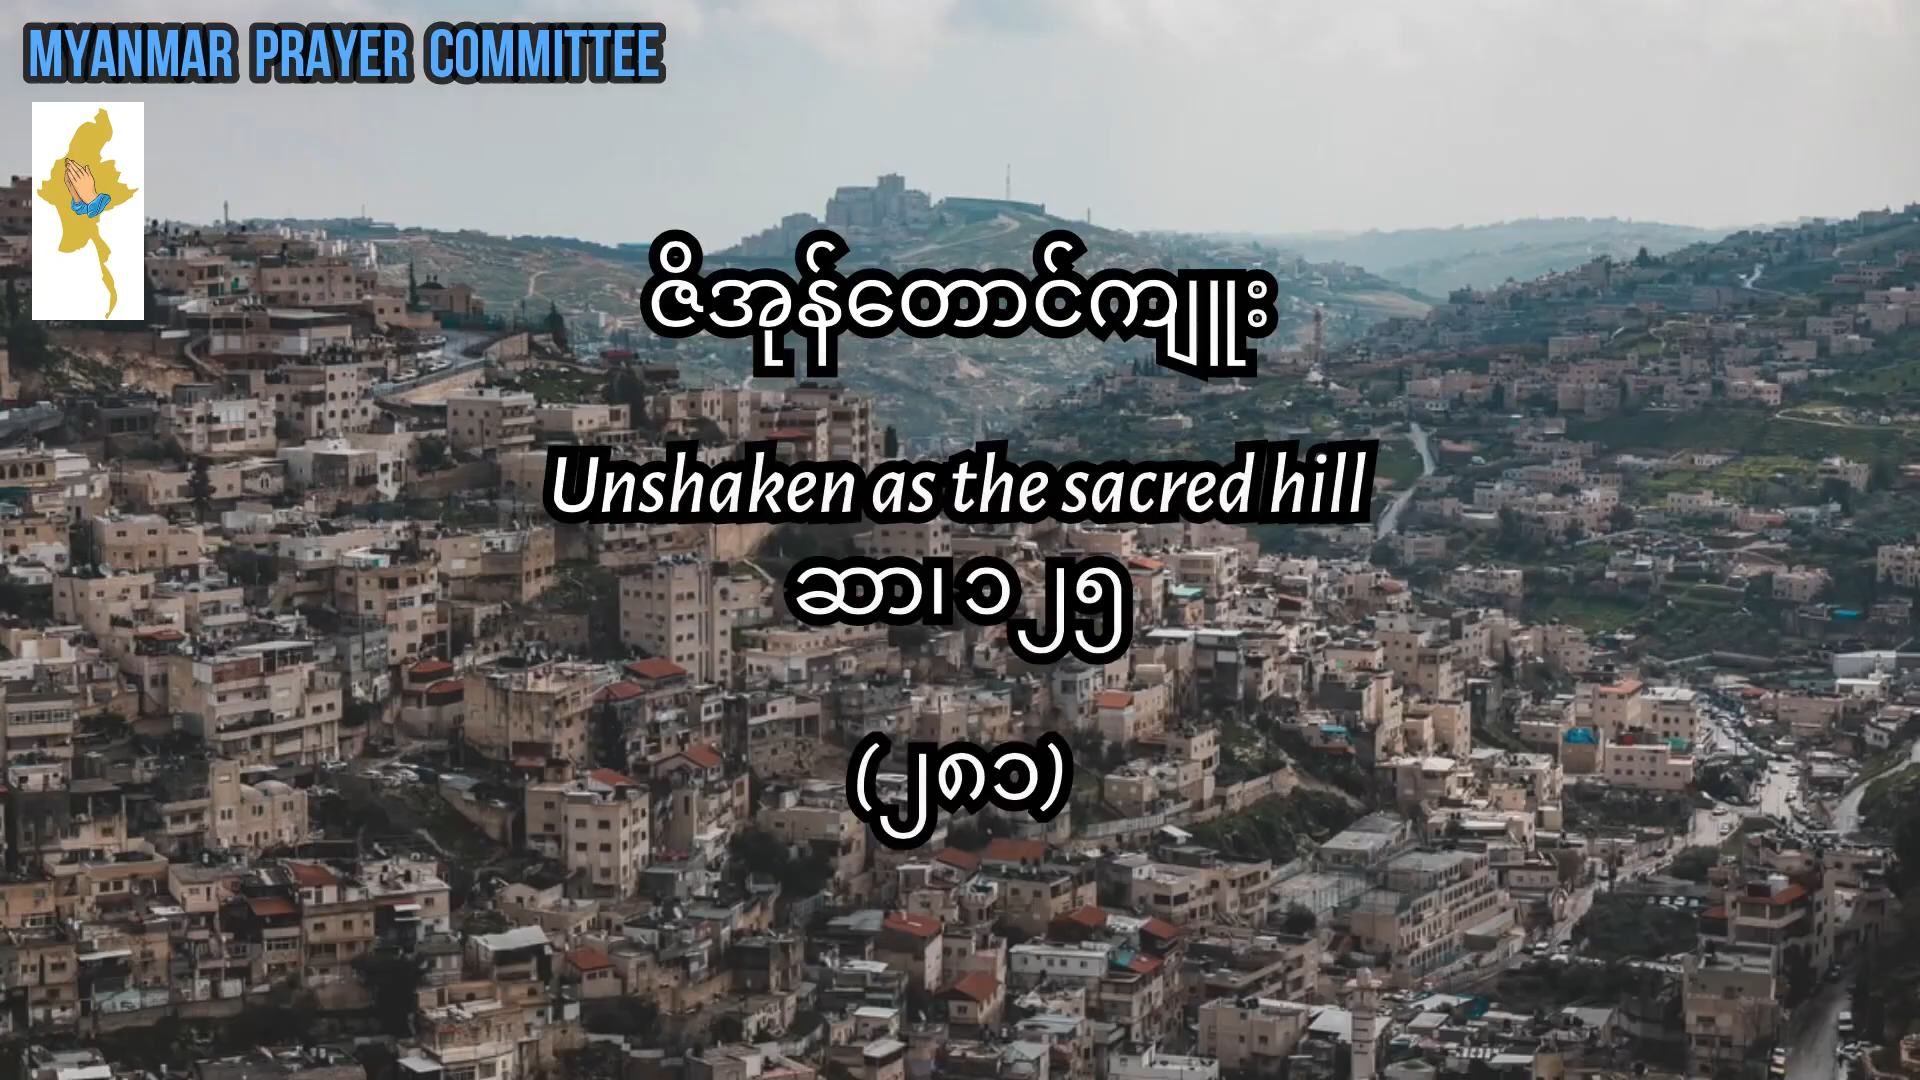 MYANMAR PRAYER COMMITTEE
ဇိအုန်တောင်ကျူး
Unshaken as the sacred hill
ဆာ၊ ၁၂၅
(၂၈၁)